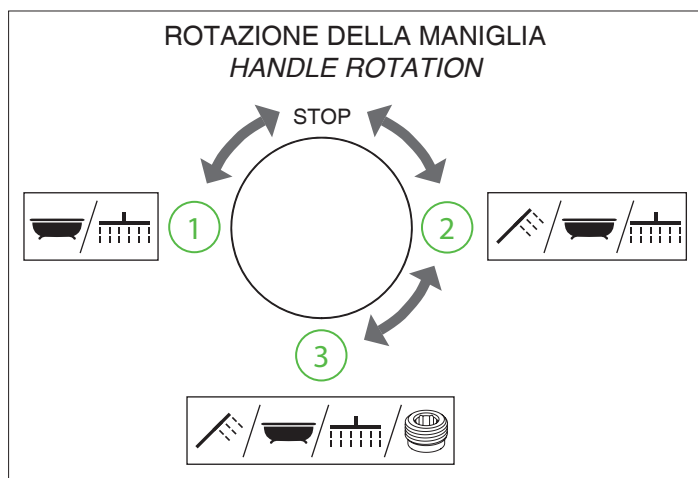 ROTAZIONE DELLA MANIGLIA
HANDLE ROTATION
STOP
1
2
3